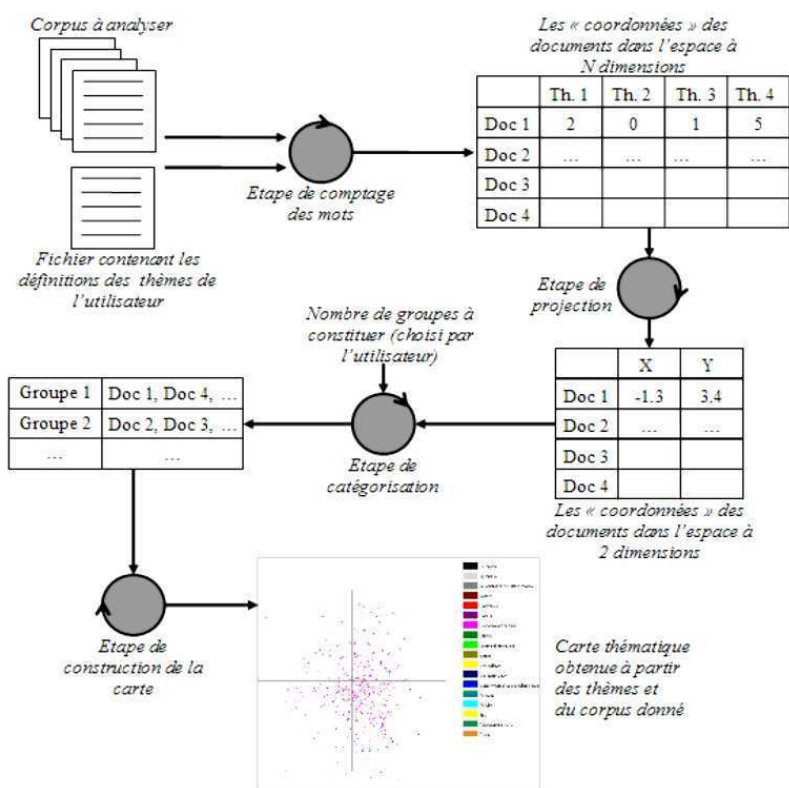 Corpus à analyser
Les « coordonnées » des
documents dans l'espace à
N dimensions
Th. 1 Th. 2 Th. 3 Th. 4
Doc 1 2 0 1 5
Doc 2 ... ... ... ...
Doc 3
Doc 4
Etape de comptage
des mots
Fichier contenant les
définitions des thèmes de
l'utilisateur
Etape de
projection
Nombre de groupes à
constituer (choisi par
l'utilisateur)
X Y
Doc 1 -1.3 3.4
Doc 2 ... ...
Doc 3
Doc 4
Groupe 1 Doc 1, Doc 4, ...
Groupe 2 Doc 2, Doc 3, ...
... ...
Etape de
catégorisation
Les « coordonnées » des
documents dans l'espace à
2 dimensions
Etape de
construction de la
carte
Carte thématique
obtenue à partir
des thèmes et
du corpus donné